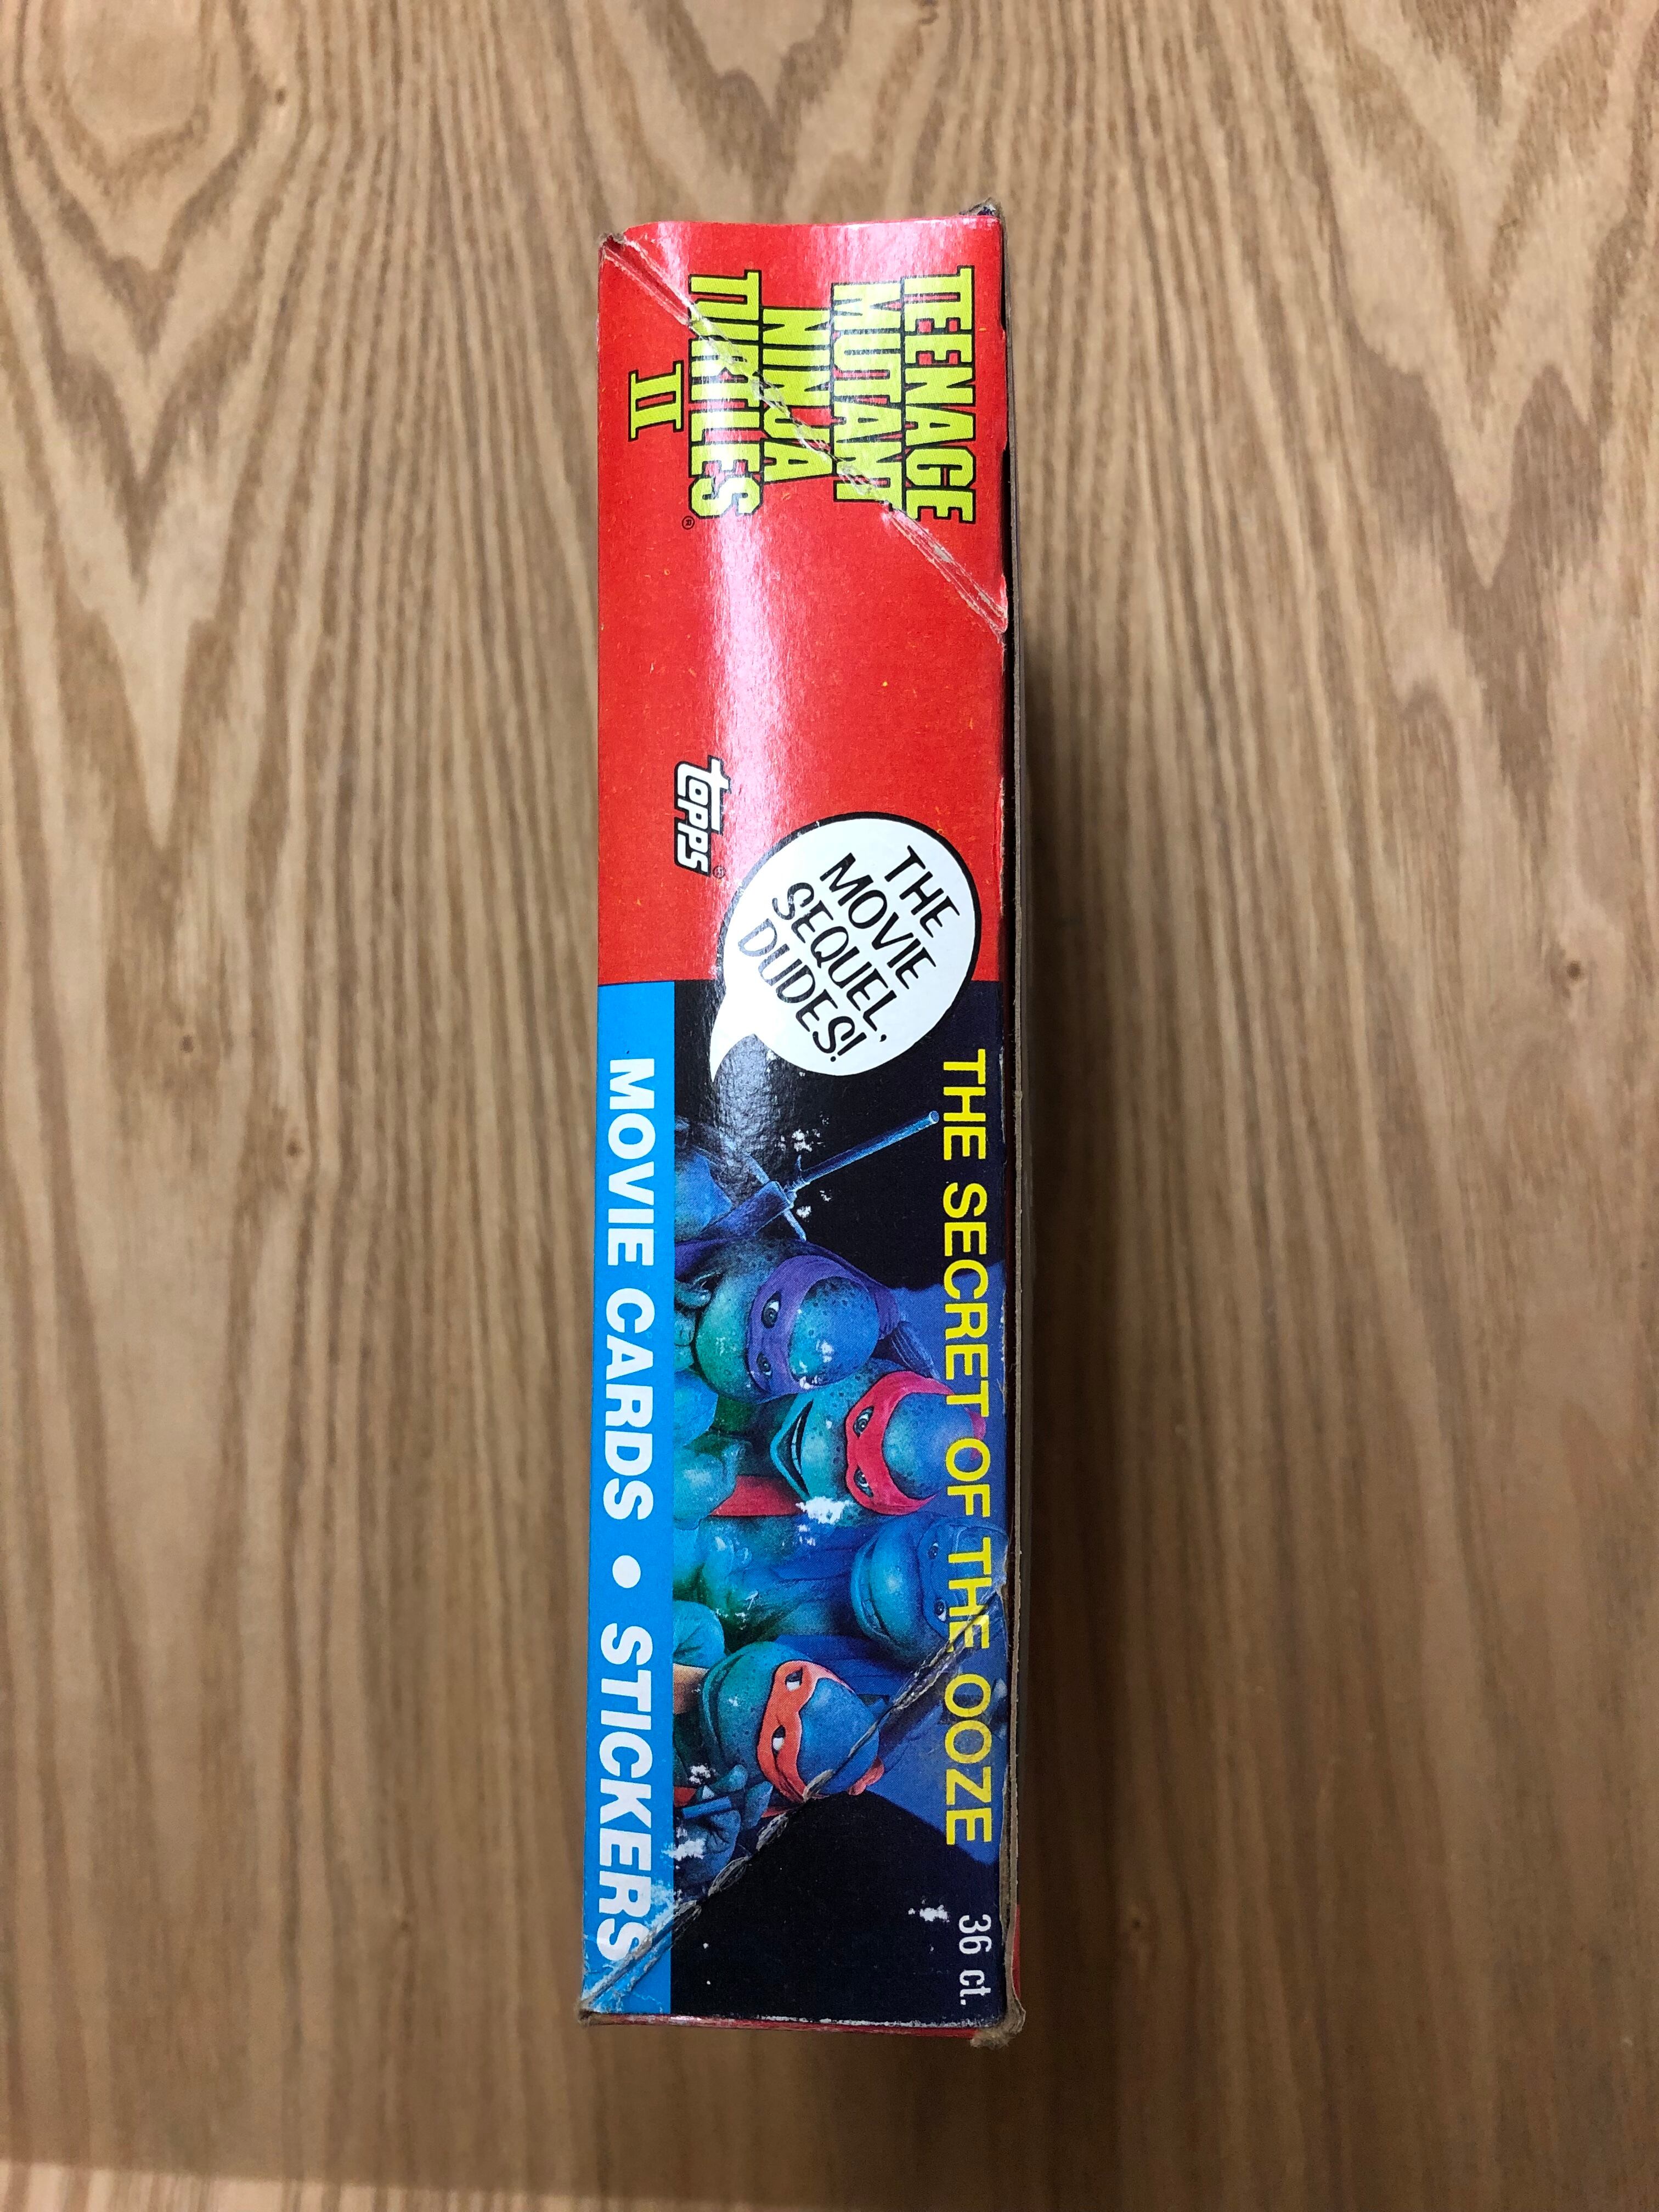 TEENAGE
MUTANT
NINJA
TURTLES®
II
topps®
THE
MOVIE
SEQUEL,
DUDES!
THE SECRET OF THE OOZE
36 ct.
MOVIE CARDS • STICKERS